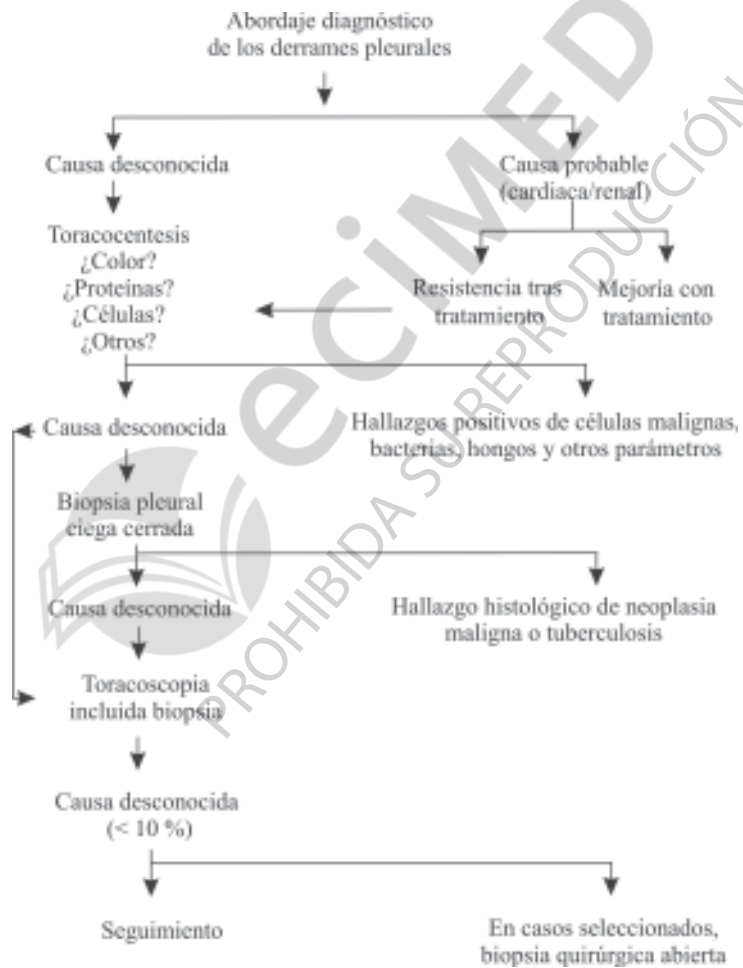 Abordaje diagnóstico
de los derrames pleurales
Causa desconocida
Causa probable
(cardiaca/renal)
Toracocentesis
¿Color?
¿Proteínas?
¿Células?
¿Otros?
Resistencia tras
tratamiento
Mejoría con
tratamiento
Causa desconocida
Hallazgos positivos de células malignas,
bacterias, hongos y otros parámetros
Biopsia pleural
ciega cerrada
Causa desconocida
Hallazgo histológico de neoplasia
maligna o tuberculosis
Toracoscopia
incluida biopsia
Causa desconocida
(< 10 %)
Seguimiento
En casos seleccionados,
biopsia quirúrgica abierta
eciMED
PROHIBIDA SU REPRODUCCIÓN